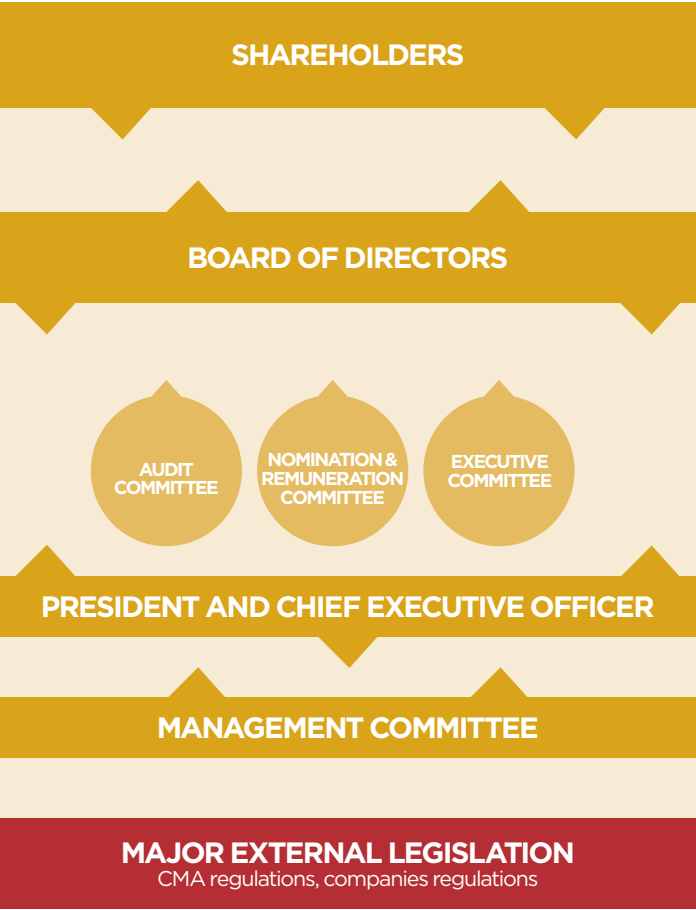 SHAREHOLDERS
BOARD OF DIRECTORS
AUDIT
COMMITTEE
NOMINATION &
REMUNERATION
COMMITTEE
EXECUTIVE
COMMITTEE
PRESIDENT AND CHIEF EXECUTIVE OFFICER
MANAGEMENT COMMITTEE
MAJOR EXTERNAL LEGISLATION
CMA regulations, companies regulations